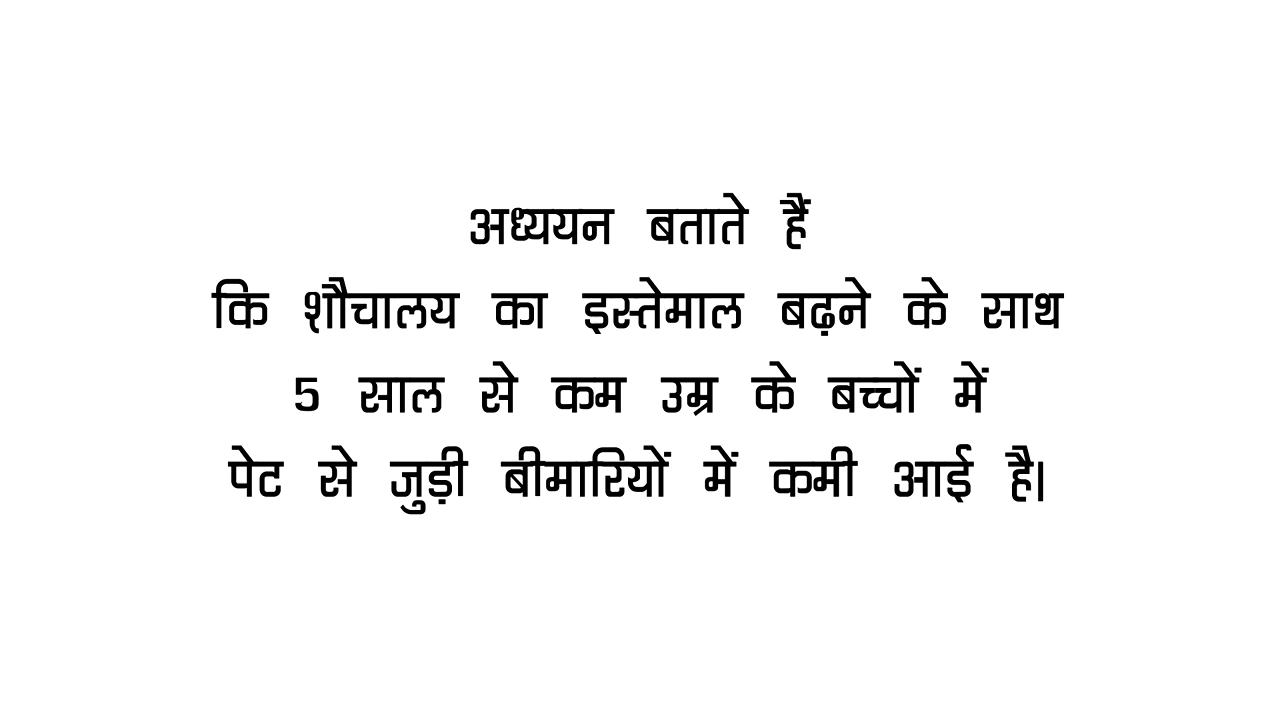 अध्ययन बताते हैं
कि शौचालय का इस्तेमाल बढ़ने के साथ
5 साल से कम उम्र के बच्चों में
पेट से जुड़ी बीमारियों में कमी आई है।